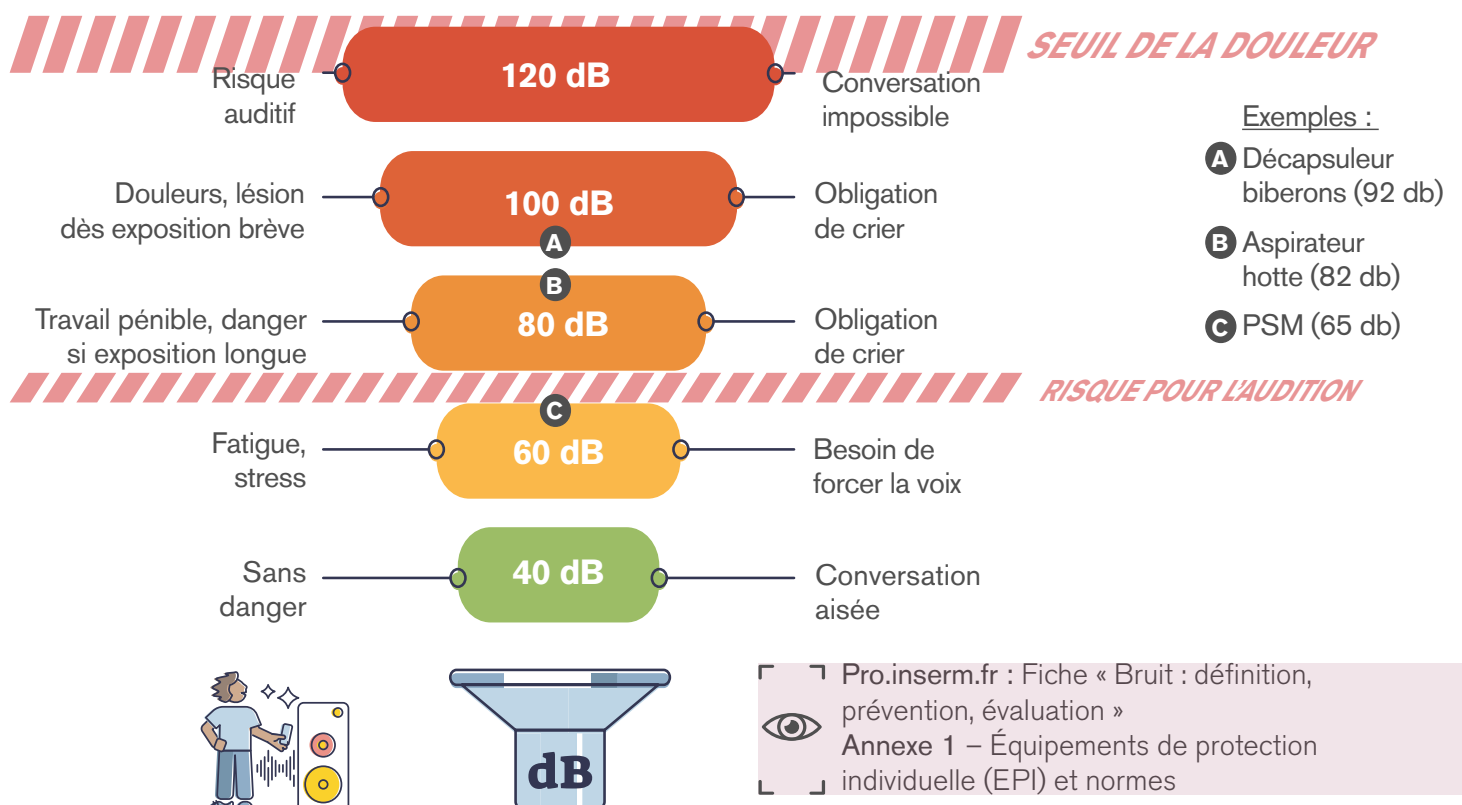 SEUIL DE LA DOULEUR
120 dB
Risque
auditif
Conversation
impossible
Exemples :
A Décapsuleur
biberons (92 db)
B Aspirateur
hotte (82 db)
C PSM (65 db)
Douleurs, lésion
dès exposition brève
100 dB
Obligation
de crier
A
B
Travail pénible, danger
si exposition longue
80 dB
Obligation
de crier
RISQUE POUR L'AUDITION
C
Fatigue,
stress
60 dB
Besoin de
forcer la voix
Sans
danger
40 dB
Conversation
aisée
dB
Pro.inserm.fr : Fiche « Bruit : définition,
prévention, évaluation »
Annexe 1 – Équipements de protection
individuelle (EPI) et normes